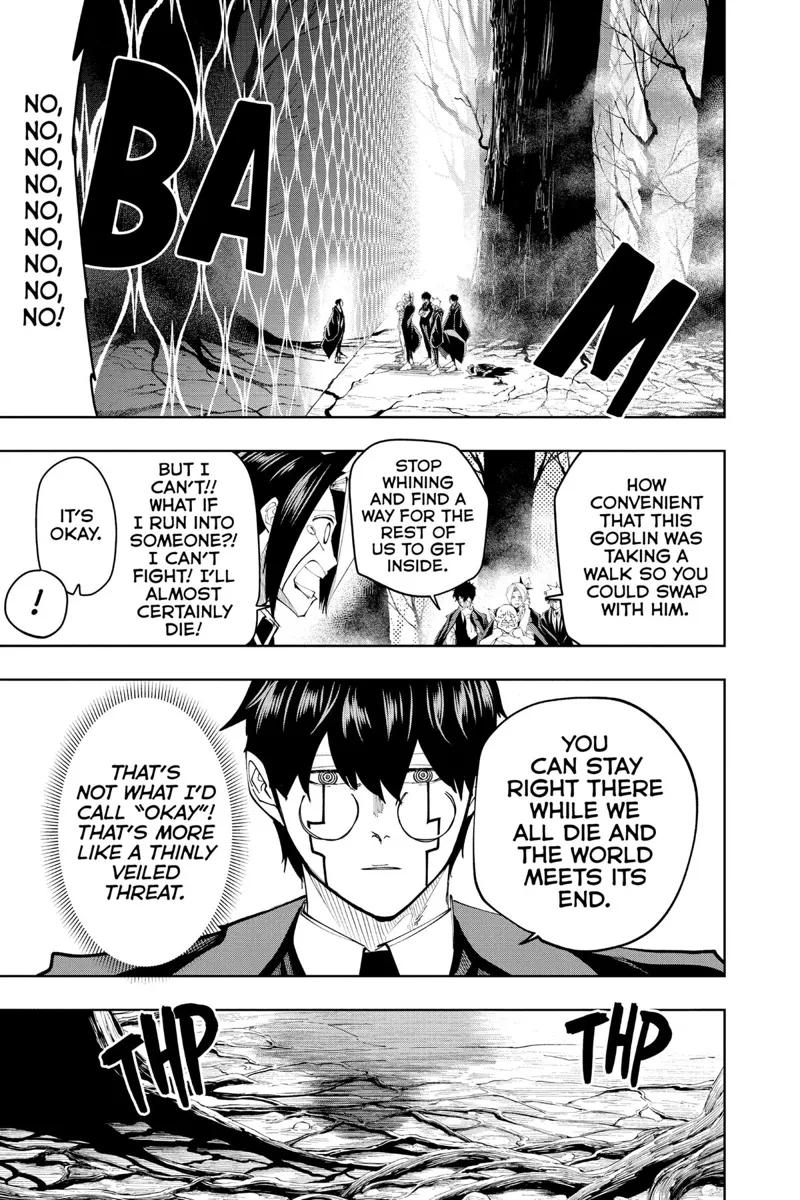 BA
M
NO,
NO,
NO,
NO,
NO,
NO,
NO,
NO!
HOW
CONVENIENT
THAT THIS
GOBLIN WAS
TAKING A
WALK SO YOU
COULD SWAP
WITH HIM.
STOP
WHINING
AND FIND A
WAY FOR THE
REST OF
US TO GET
INSIDE.
BUT I
CAN'T!!
WHAT IF
I RUN INTO
SOMEONE?!
I CAN'T
FIGHT! I'LL
ALMOST
CERTAINLY
DIE!
IT'S
OKAY.
!
YOU
CAN STAY
RIGHT THERE
WHILE WE
ALL DIE AND
THE WORLD
MEETS ITS
END.
THAT'S
NOT WHAT I'D
CALL "OKAY"!
THAT'S MORE
LIKE A THINLY
VEILED
THREAT.
THP
THP